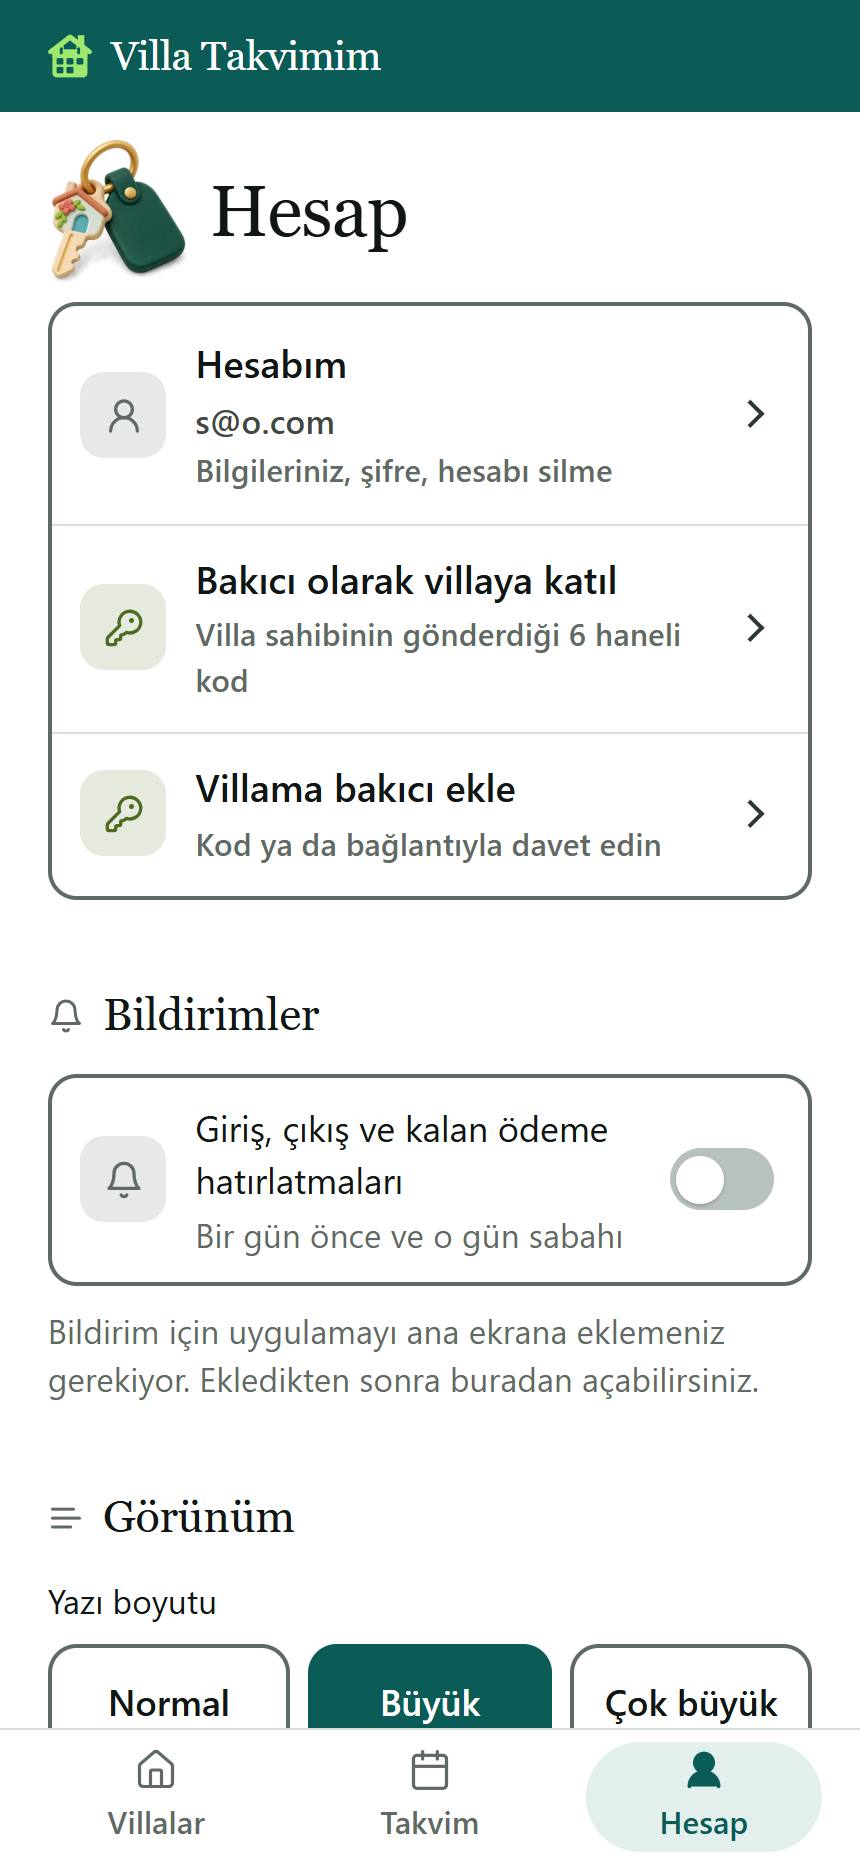 Villa Takvimim
Hesap
Hesabım
s@o.com
Bilgileriniz, şifre, hesabı silme
Bakıcı olarak villaya katıl
Villa sahibinin gönderdiği 6 haneli
kod
Villama bakıcı ekle
Kod ya da bağlantıyla davet edin
Bildirimler
Giriş, çıkış ve kalan ödeme
hatırlatmaları
Bir gün önce ve o gün sabahı
Bildirim için uygulamayı ana ekrana eklemeniz
gerekiyor. Ekledikten sonra buradan açabilirsiniz.
Görünüm
Yazı boyutu
Normal
Büyük
Çok büyük
Villalar
Takvim
Hesap